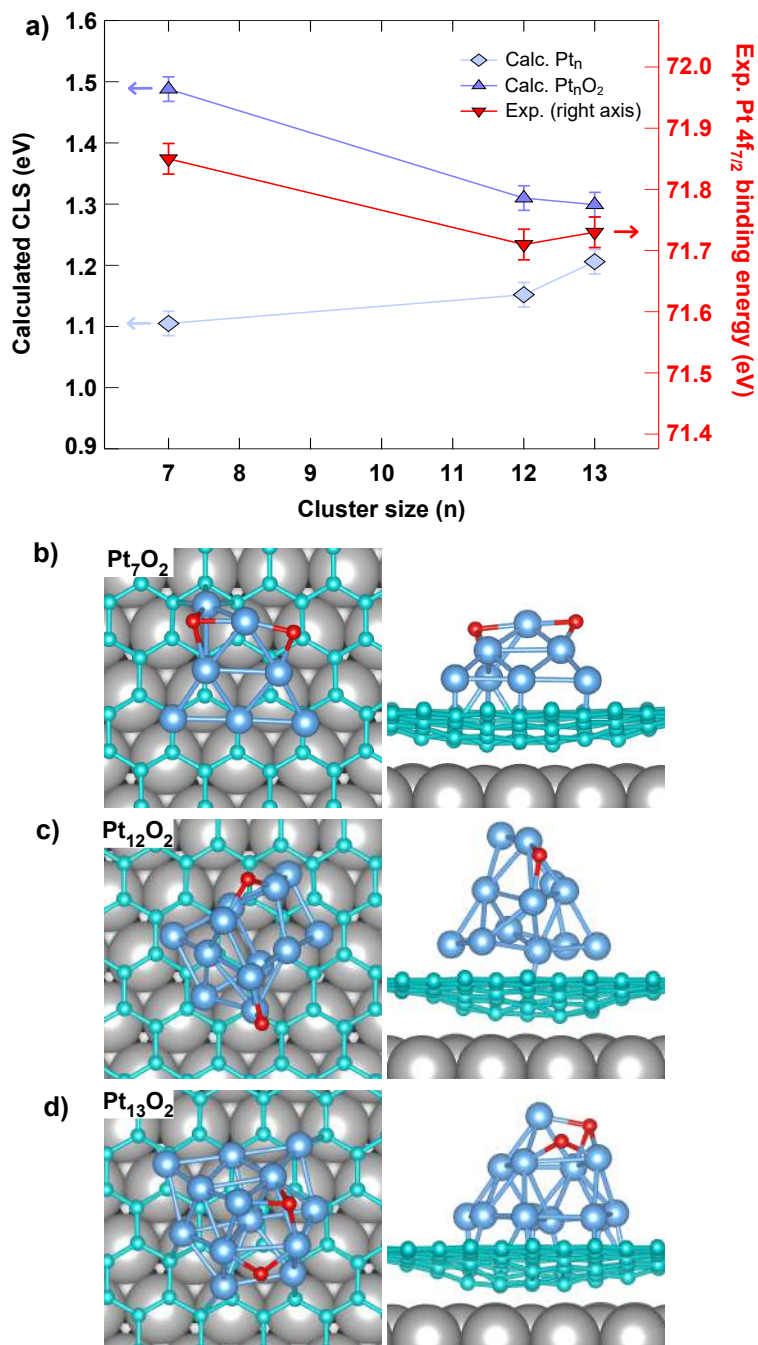 a)
Calculated CLS (eV)
1.6
1.5
1.4
1.3
1.2
1.1
1.0
0.9
Calc. Ptn
Calc. PtnO2
Exp. (right axis)
72.0
71.9
71.8
71.7
71.6
71.5
71.4
Exp. Pt 4f7/2 binding energy (eV)
7 8 9 10 11 12 13
Cluster size (n)
b)
Pt7O2
c)
Pt12O2
d)
Pt13O2